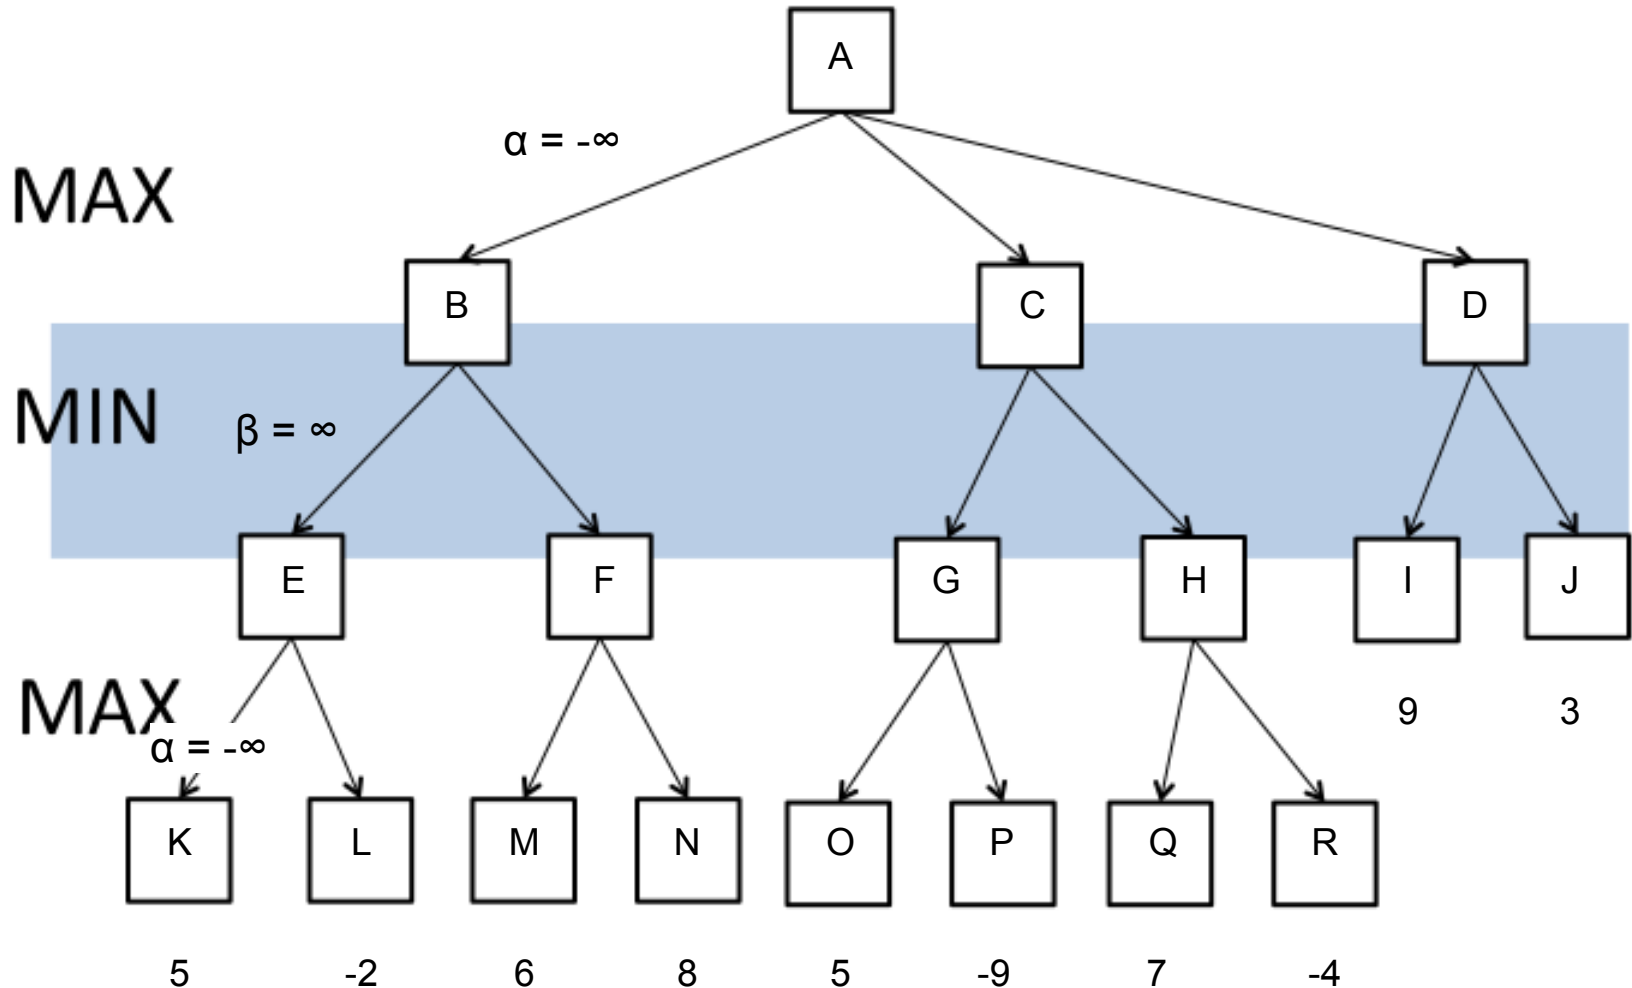 A
α = -∞
MAX
B
C
D
MIN
β = ∞
E
F
G
H
I
J
MAX
9
3
α = -∞
K
L
M
N
O
P
Q
R
5
-2
6
8
5
-9
7
-4